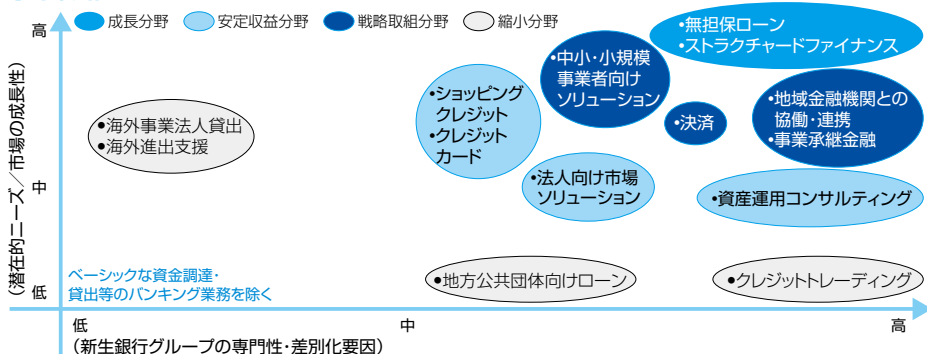 成長分野
安定収益分野
戦略取組分野
縮小分野
高
(潜在的ニーズ/市場の成長性)
中
低
•無担保ローン
•ストラクチャードファイナンス
•中小・小規模
事業者向け
ソリューション
•ショッピング
クレジット
•クレジット
カード
•決済
•地域金融機関との
協働・連携
•事業承継金融
●海外事業法人貸出
●海外進出支援
•法人向け市場
ソリューション
•資産運用コンサルティング
ベーシックな資金調達・
貸出等のバンキング業務を除く
●地方公共団体向けローン
●クレジットトレーディング
低
中
高
(新生銀行グループの専門性・差別化要因)